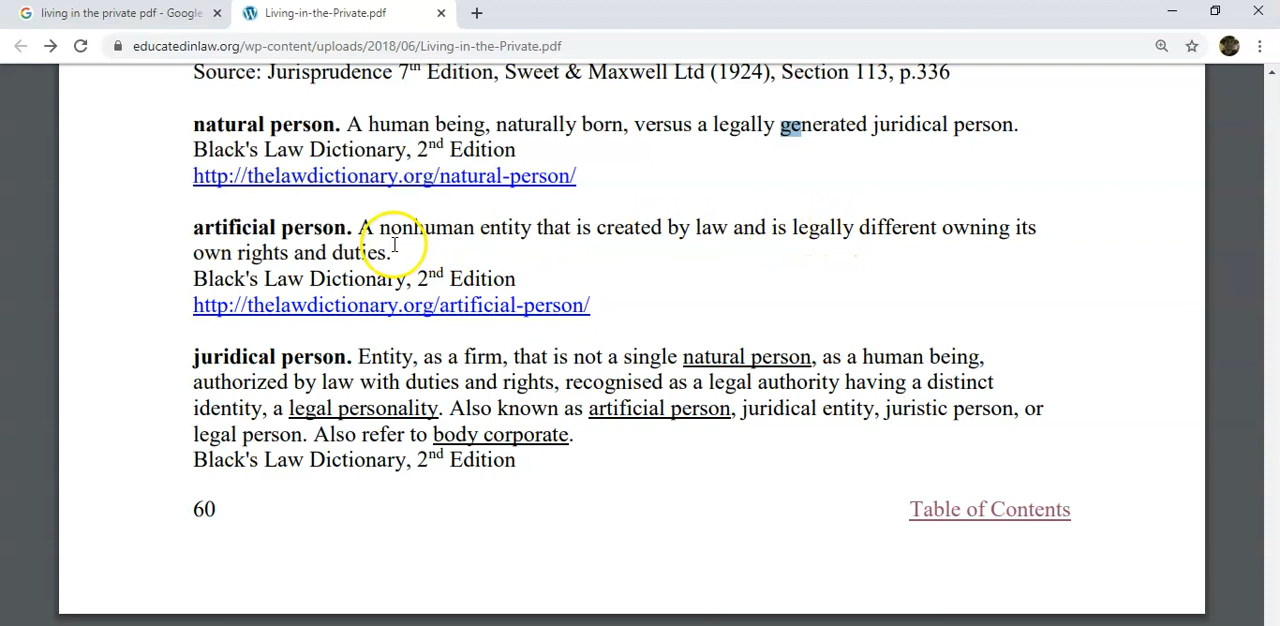 living in the private pdf - Google
Living-in-the-Private.pdf
educatedinlaw.org/wp-content/uploads/2018/06/Living-in-the-Private.pdf
Source: Jurisprudence 7th Edition, Sweet & Maxwell Ltd (1924), Section 113, p.336
natural person. A human being, naturally born, versus a legally generated juridical person.
Black's Law Dictionary, 2nd Edition
http://thelawdictionary.org/natural-person/
artificial person. A nonhuman entity that is created by law and is legally different owning its
own rights and duties.
Black's Law Dictionary, 2nd Edition
http://thelawdictionary.org/artificial-person/
juridical person. Entity, as a firm, that is not a single natural person, as a human being,
authorized by law with duties and rights, recognised as a legal authority having a distinct
identity, a legal personality. Also known as artificial person, juridical entity, juristic person, or
legal person. Also refer to body corporate.
Black's Law Dictionary, 2nd Edition
60
Table of Contents